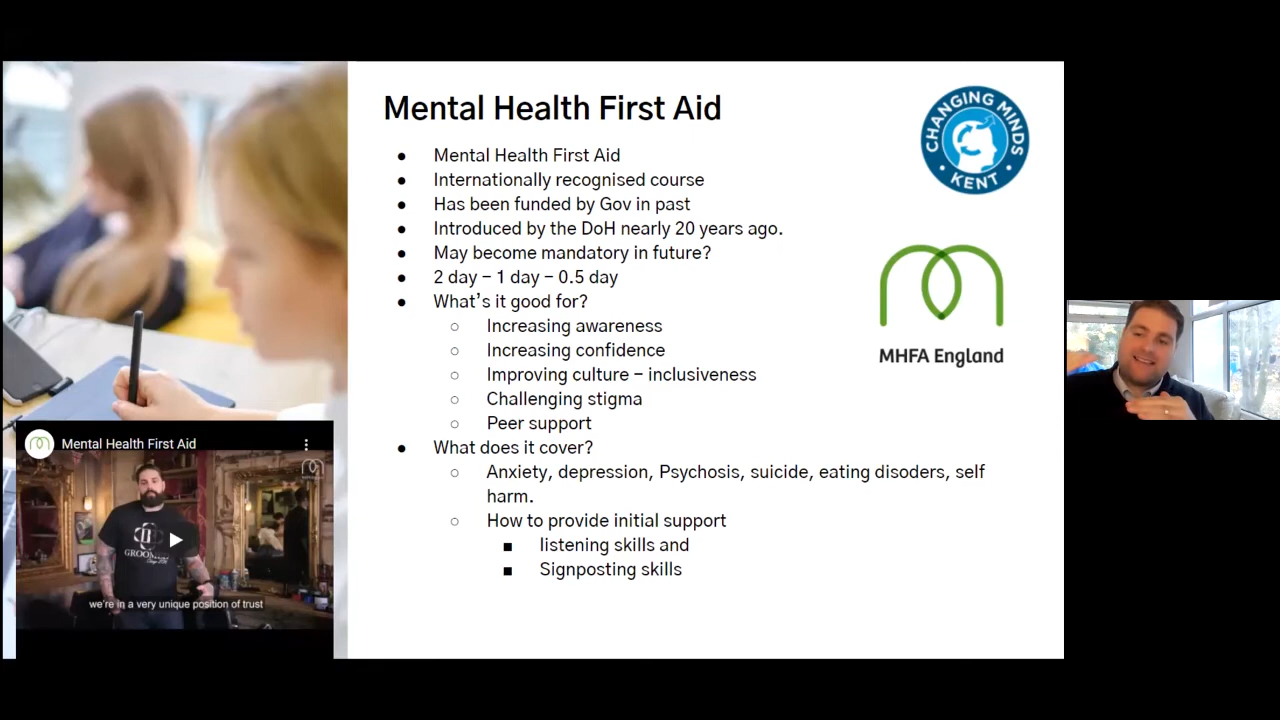 Mental Health First Aid
CHANGING MINDS
KENT
Mental Health First Aid
Internationally recognised course
Has been funded by Gov in past
Introduced by the DoH nearly 20 years ago.
May become mandatory in future?
2 day – 1 day – 0.5 day
What's it good for?
Increasing awareness
Increasing confidence
Improving culture – inclusiveness
Challenging stigma
Peer support
What does it cover?
Anxiety, depression, Psychosis, suicide, eating disoders, self
harm.
How to provide initial support
listening skills and
Signposting skills
MHFA England
Mental Health First Aid
we're in a very unique position of trust